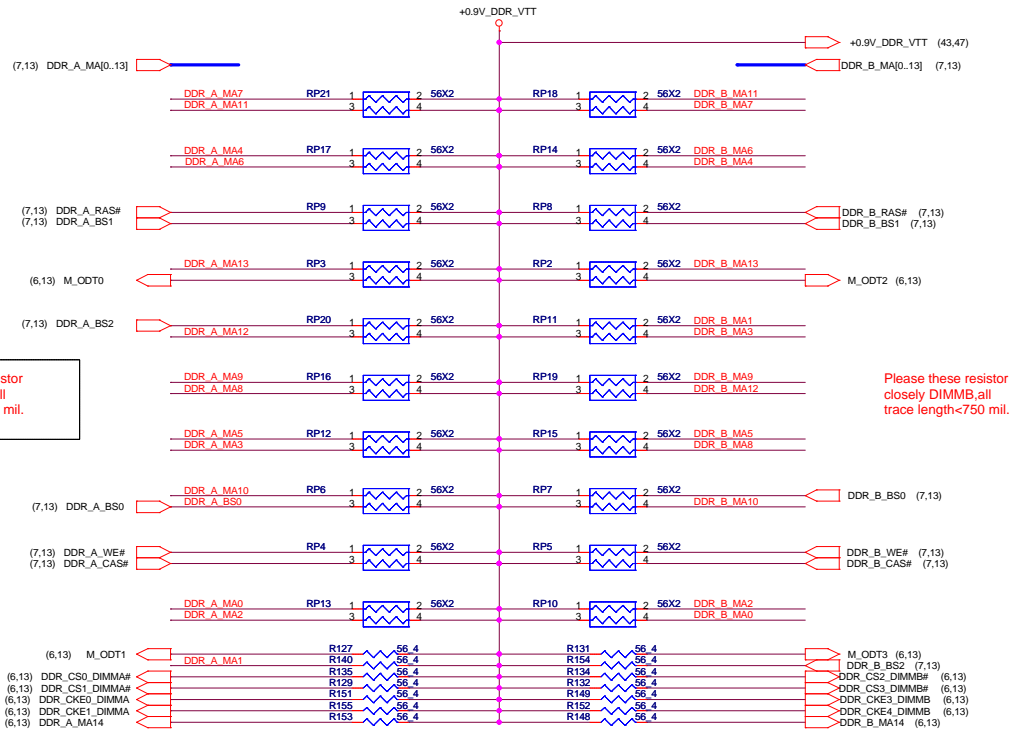 +0.9V_DDR_VTT
+0.9V_DDR_VTT (43,47)
(7,13) DDR_A_MA[0..13] DDR_B_MA[0..13] (7,13)
DDR_A_MA7 RP21 1 2 56X2 RP18 1 2 56X2 DDR_B_MA11
DDR_A_MA11 3 4 3 4 DDR_B_MA7
DDR_A_MA4 RP17 1 2 56X2 RP14 1 2 56X2 DDR_B_MA6
DDR_A_MA6 3 4 3 4 DDR_B_MA4
(7,13) DDR_A_RAS# RP9 1 2 56X2 RP8 1 2 56X2 DDR_B_RAS# (7,13)
(7,13) DDR_A_BS1 3 4 3 4 DDR_B_BS1 (7,13)
DDR_A_MA13 RP3 1 2 56X2 RP2 1 2 56X2 DDR_B_MA13
(6,13) M_ODT0 3 4 3 4 M_ODT2 (6,13)
(7,13) DDR_A_BS2 RP20 1 2 56X2 RP11 1 2 56X2 DDR_B_MA1
DDR_A_MA12 3 4 3 4 DDR_B_MA3
DDR_A_MA9 RP16 1 2 56X2 RP19 1 2 56X2 DDR_B_MA9
DDR_A_MA8 3 4 3 4 DDR_B_MA12
stor
ll
mil.
Please these resistor
closely DIMMB,all
trace length<750 mil.
DDR_A_MA5 RP12 1 2 56X2 RP15 1 2 56X2 DDR_B_MA5
DDR_A_MA3 3 4 3 4 DDR_B_MA8
DDR_A_MA10 RP6 1 2 56X2 RP7 1 2 56X2 DDR_B_BS0 (7,13)
(7,13) DDR_A_BS0 DDR_A_BS0 3 4 3 4 DDR_B_MA10
(7,13) DDR_A_WE# RP4 1 2 56X2 RP5 1 2 56X2 DDR_B_WE# (7,13)
(7,13) DDR_A_CAS# 3 4 3 4 DDR_B_CAS# (7,13)
DDR_A_MA0 RP13 1 2 56X2 RP10 1 2 56X2 DDR_B_MA2
DDR_A_MA2 3 4 3 4 DDR_B_MA0
(6,13) M_ODT1 R127 56_4 R131 56_4 M_ODT3 (6,13)
DDR_A_MA1 R140 56_4 R154 56_4 DDR_B_BS2 (7,13)
(6,13) DDR_CS0_DIMMA# R135 56_4 R134 56_4 DDR_CS2_DIMMB# (6,13)
(6,13) DDR_CS1_DIMMA# R129 56_4 R132 56_4 DDR_CS3_DIMMB# (6,13)
(6,13) DDR_CKE0_DIMMA R151 56_4 R149 56_4 DDR_CKE3_DIMMB (6,13)
(6,13) DDR_CKE1_DIMMA R155 56_4 R152 56_4 DDR_CKE4_DIMMB (6,13)
(6,13) DDR_A_MA14 R153 56_4 R148 56_4 DDR_B_MA14 (6,13)